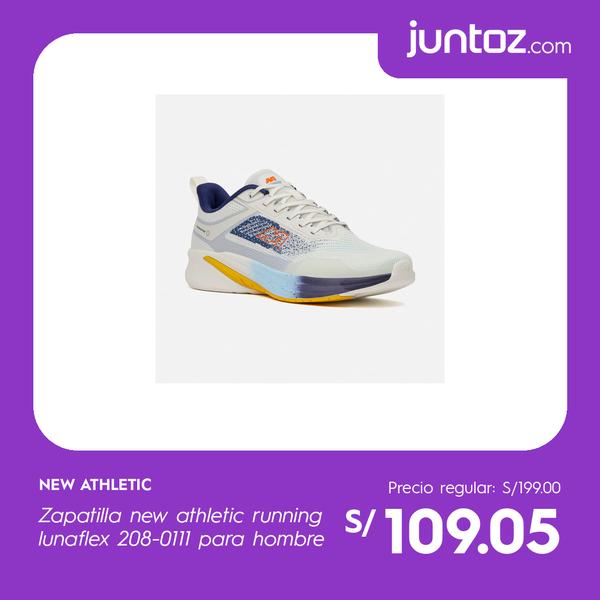 juntoz.com
NEW ATHLETIC
Zapatilla new athletic running
lunaflex 208-0111 para hombre
Precio regular: S/199.00
S/109.05